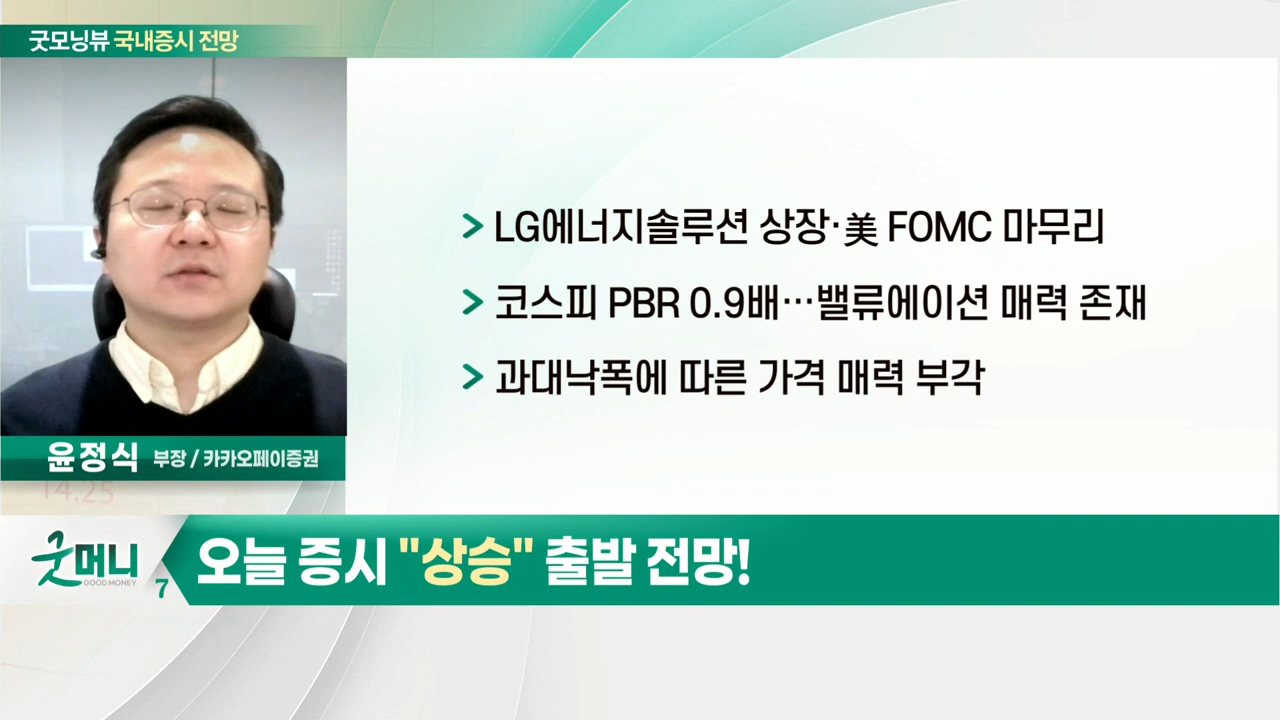 굿모닝뷰 국내증시 전망
> LG에너지솔루션 상장·美 FOMC 마무리
> 코스피 PBR 0.9배…밸류에이션 매력 존재
> 과대낙폭에 따른 가격 매력 부각
윤정식 부장 / 카카오페이증권
14.25
굿머니
GOOD MONEY
7
오늘 증시 "상승" 출발 전망!